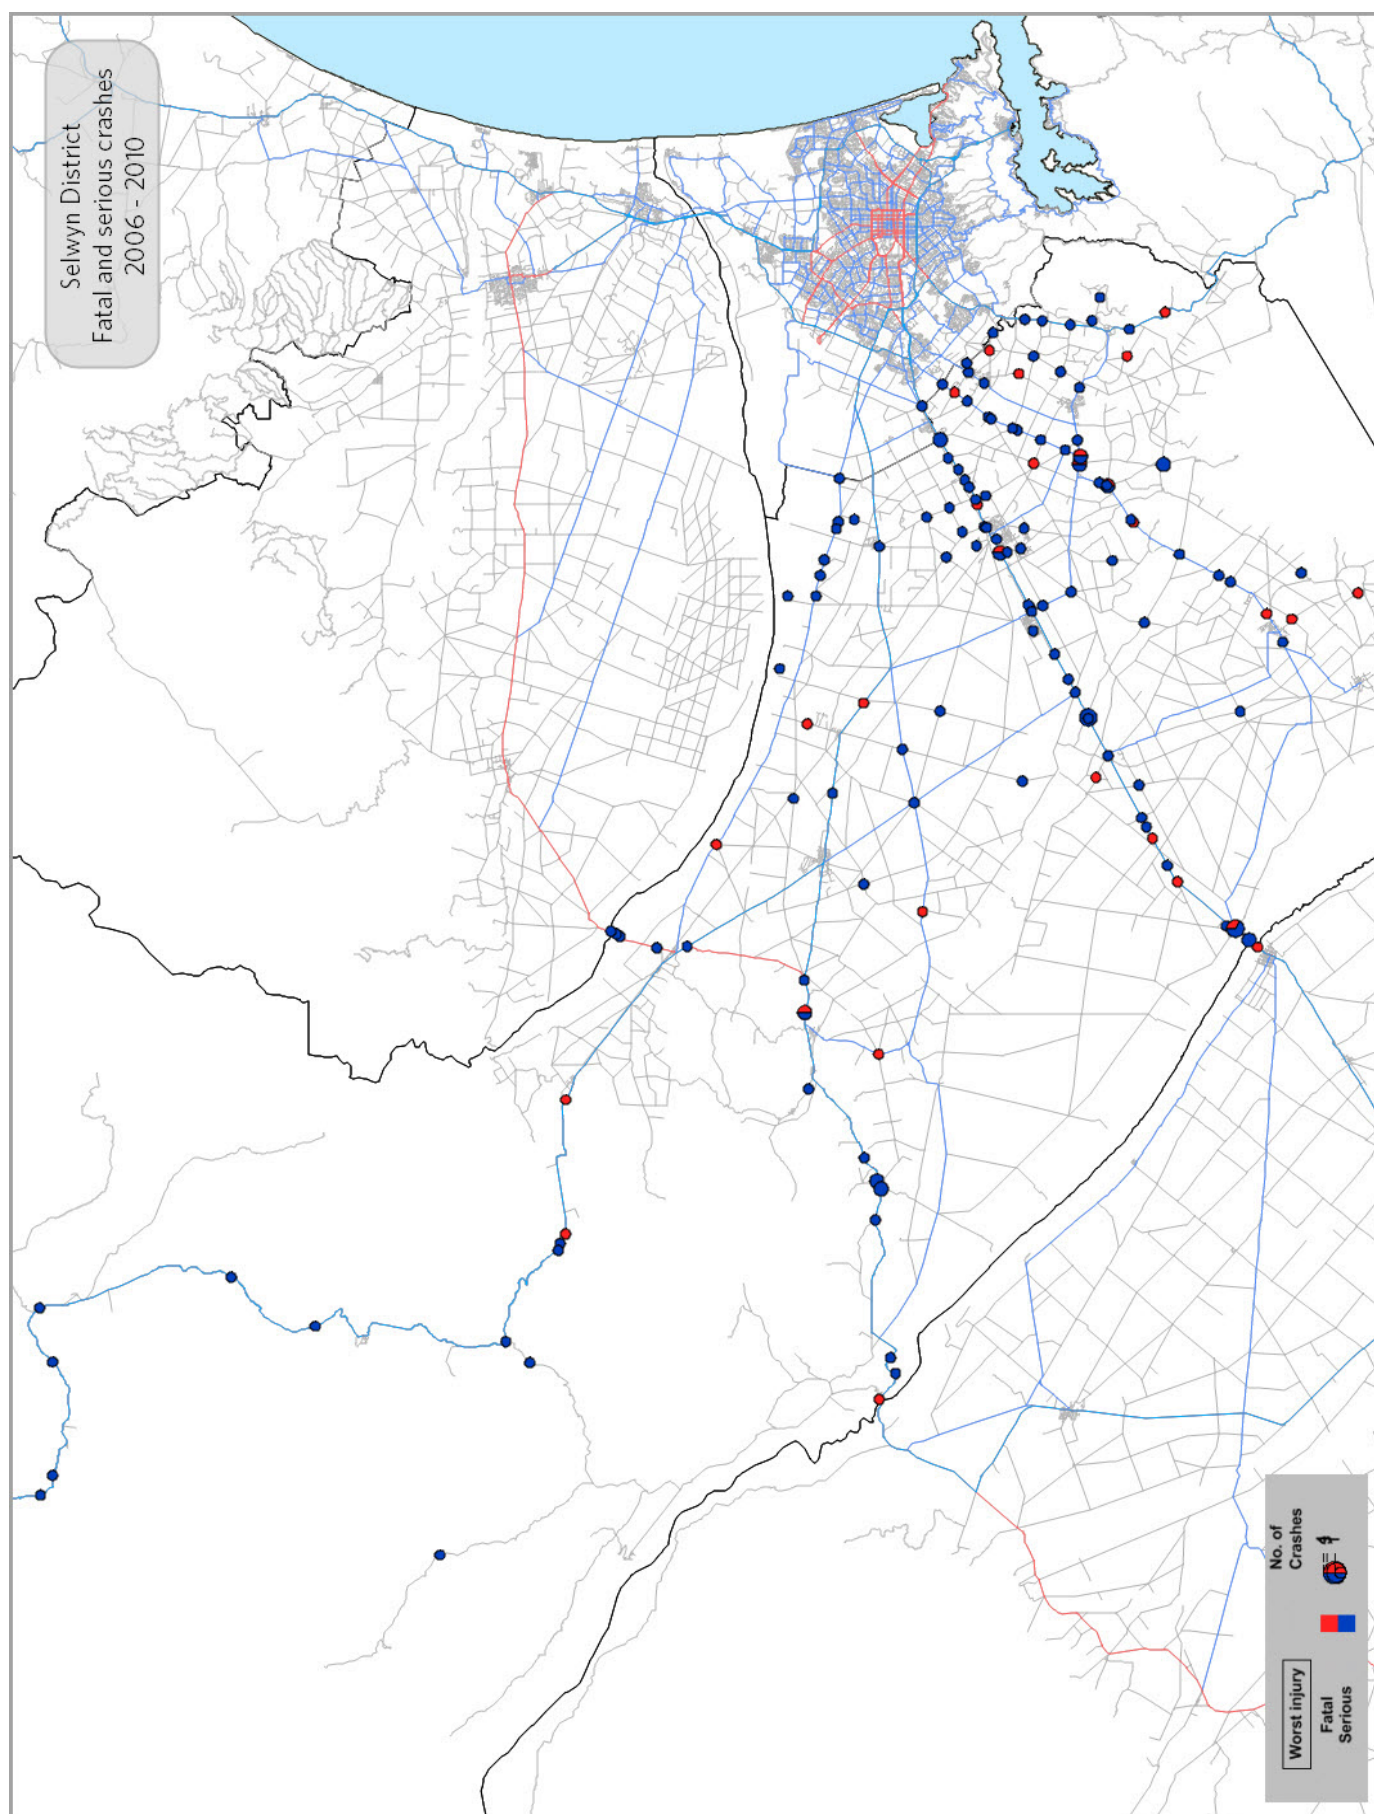 Selwyn District
Fatal and serious crashes
2006 - 2010
Worst injury
Fatal
Serious
No. of
Crashes